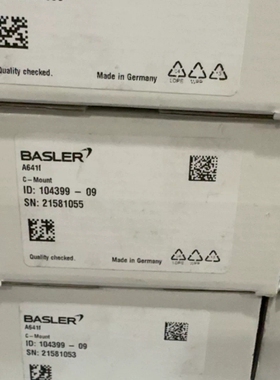 Quality checked.
Made in Germany
BASLER
A641f
C-Mount
ID: 104399 - 09
SN: 21581055
Quality checked.
Made in Germany
BASLER
A641f
C-Mount
ID: 104399 - 09
SN: 21581053